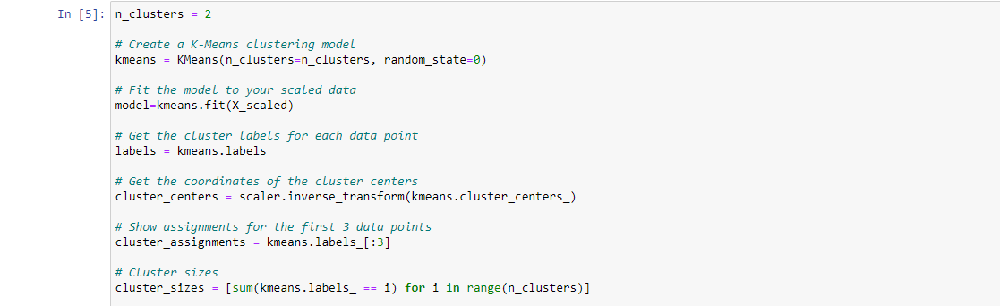 In [5]: n_clusters = 2
# Create a K-Means clustering model
kmeans = KMeans(n_clusters=n_clusters, random_state=0)
# Fit the model to your scaled data
model=kmeans.fit(X_scaled)
# Get the cluster labels for each data point
labels = kmeans.labels_
# Get the coordinates of the cluster centers
cluster_centers = scaler.inverse_transform(kmeans.cluster_centers_)
# Show assignments for the first 3 data points
cluster_assignments = kmeans.labels_[:3]
# Cluster sizes
cluster_sizes = [sum(kmeans.labels_ == i) for i in range(n_clusters)]